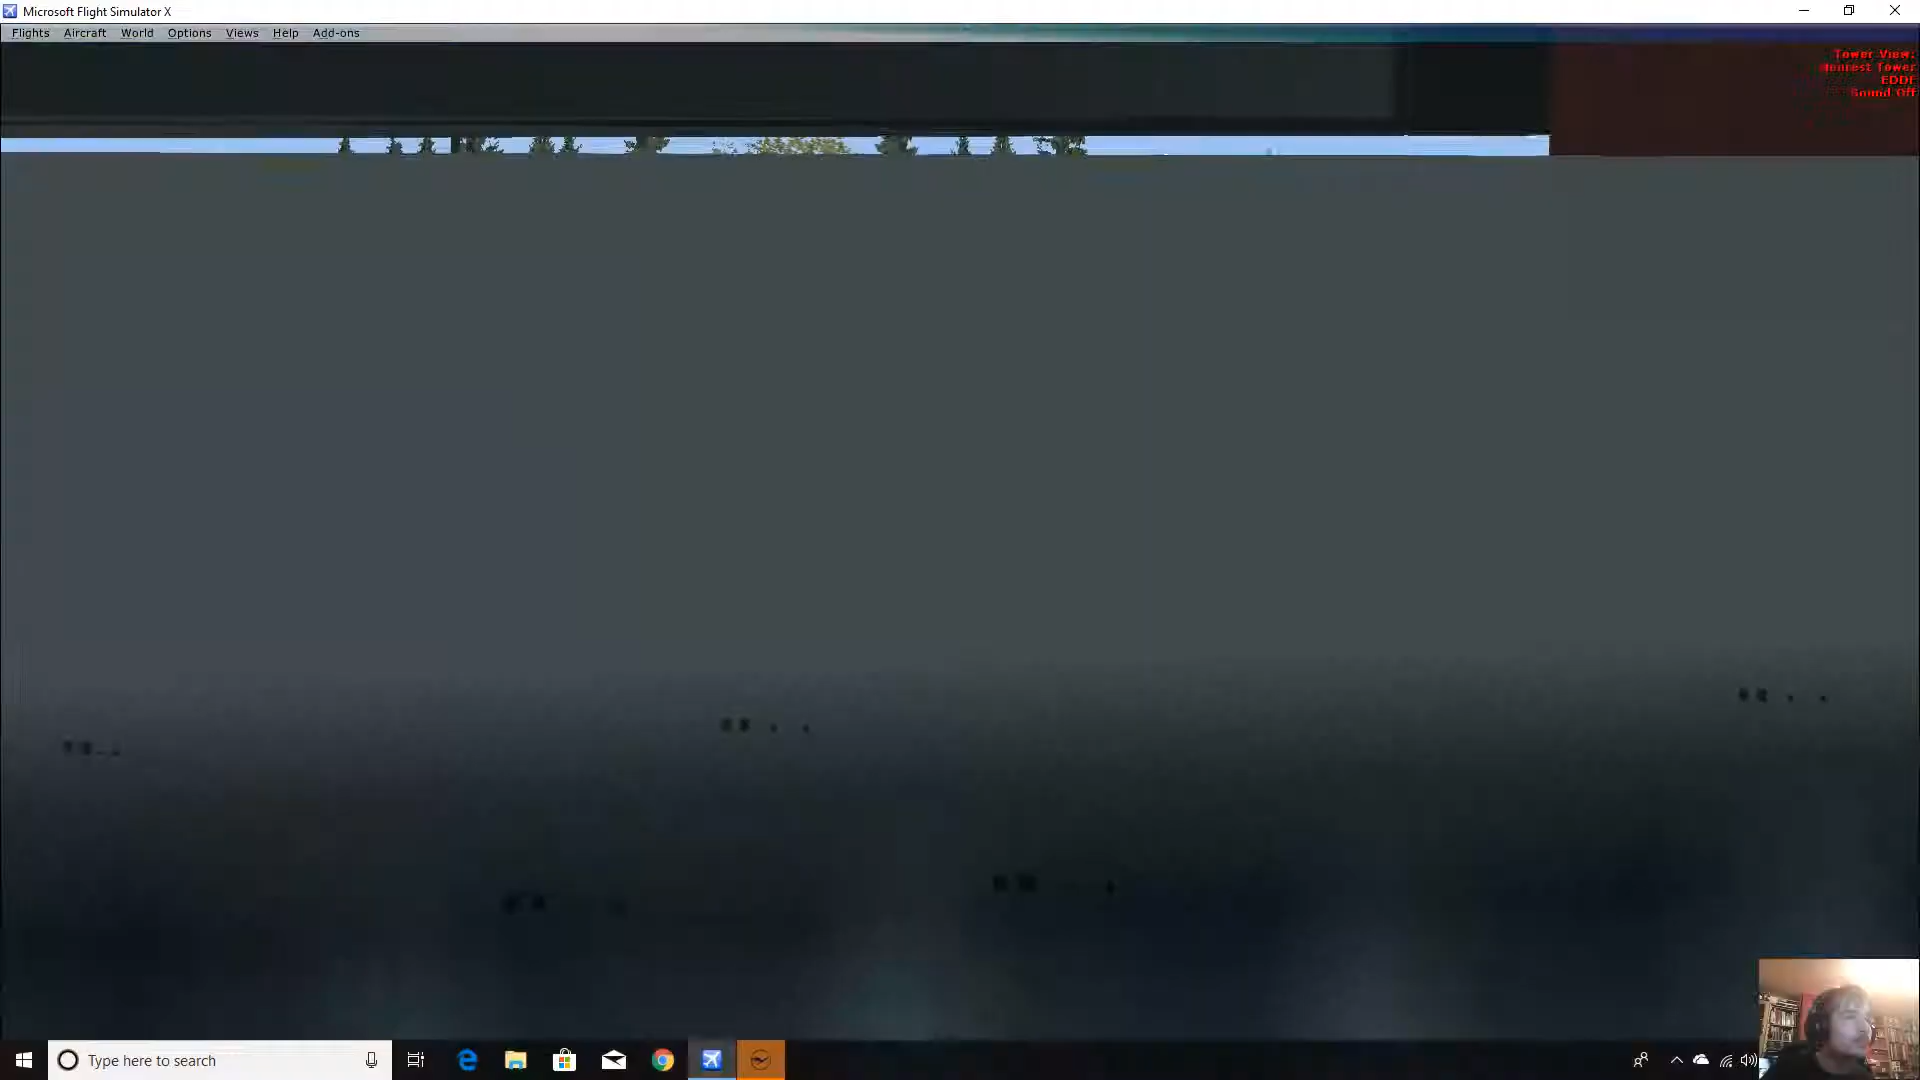 Microsoft Flight Simulator X
Flights Aircraft World Options Views Help Add-ons
Tower View:
Nearest Tower
EDDF
Sound Off
Type here to search